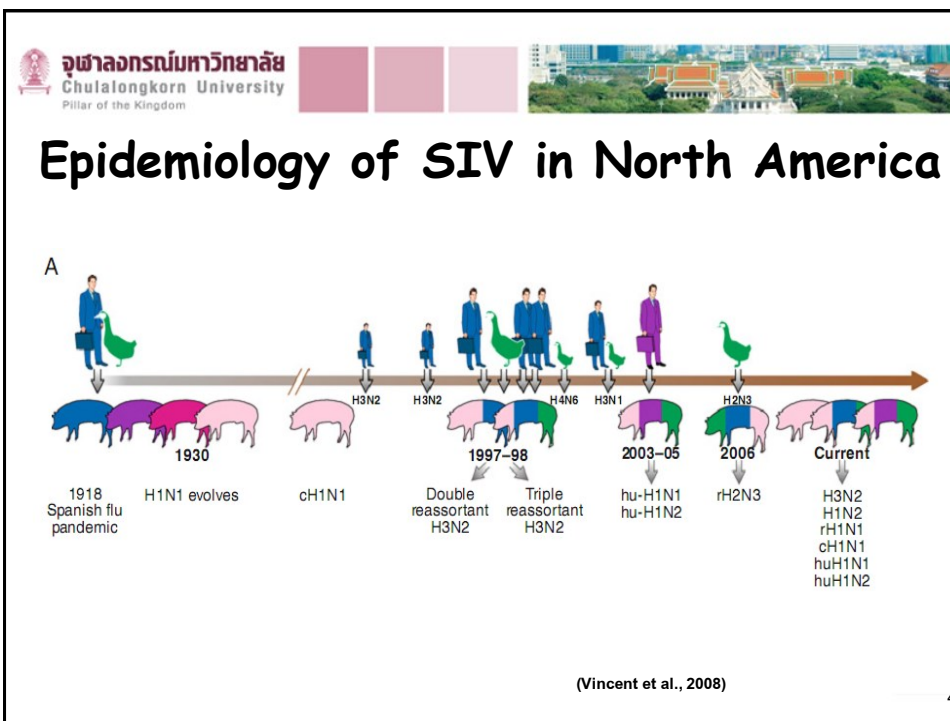 จุฬาลงกรณ์มหาวิทยาลัย
Chulalongkorn University
Pillar of the Kingdom
Epidemiology of SIV in North America
A
H3N2 H3N2 H4N6 H3N1 H2N3
1930 1997–98 2003–05 2006 Current
1918
Spanish flu
pandemic
H1N1 evolves
cH1N1
Double
reassortant
H3N2
Triple
reassortant
H3N2
hu-H1N1
hu-H1N2
rH2N3
H3N2
H1N2
rH1N1
cH1N1
huH1N1
huH1N2
(Vincent et al., 2008)